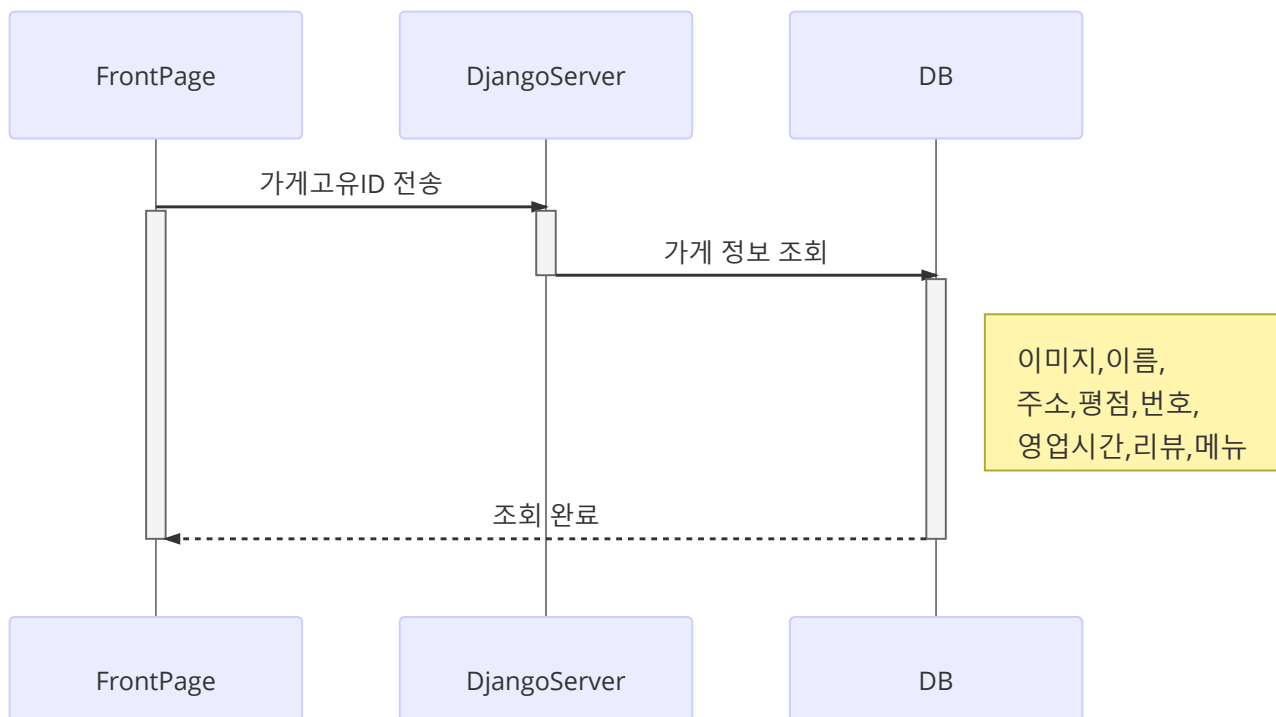 FrontPage
DjangoServer
DB
가게고유ID 전송
가게 정보 조회
이미지,이름,
주소,평점,번호,
영업시간,리뷰,메뉴
조회 완료
FrontPage
DjangoServer
DB